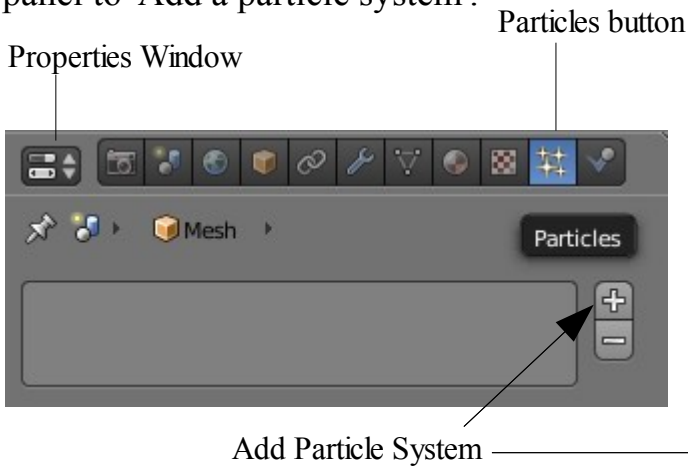 panel to 'Add a particle system'.
Particles button
Properties Window
Mesh
Particles
Add Particle System